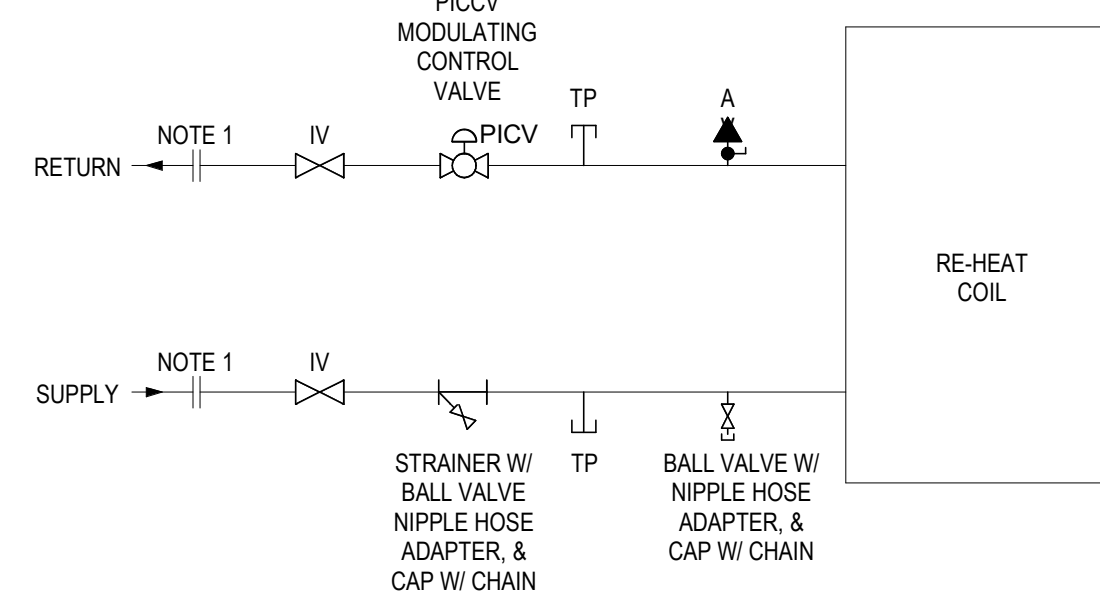 PICCV
MODULATING
CONTROL
VALVE
TP
A
NOTE 1
IV
PICV
RETURN
RE-HEAT
COIL
NOTE 1
IV
SUPPLY
STRAINER W/
BALL VALVE
NIPPLE HOSE
ADAPTER, &
CAP W/ CHAIN
TP
BALL VALVE W/
NIPPLE HOSE
ADAPTER, &
CAP W/ CHAIN